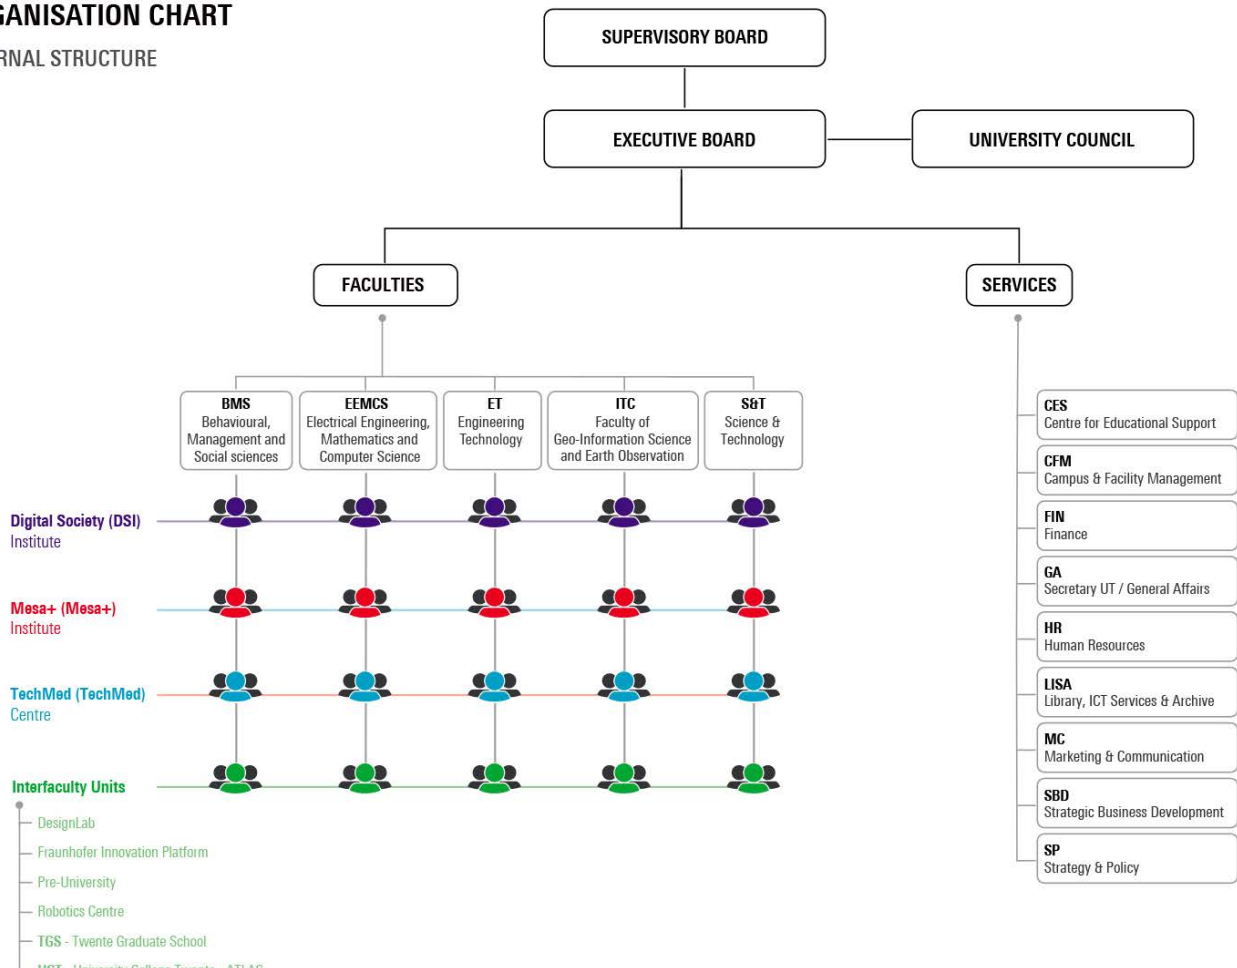 GANISATION CHART
RNAL STRUCTURE
SUPERVISORY BOARD
EXECUTIVE BOARD
UNIVERSITY COUNCIL
FACULTIES
SERVICES
BMS
Behavioural,
Management and
Social sciences
EEMCS
Electrical Engineering,
Mathematics and
Computer Science
ET
Engineering
Technology
ITC
Faculty of
Geo-Information Science
and Earth Observation
S&T
Science &
Technology
Digital Society (DSI)
Institute
Mesa+ (Mesa+)
Institute
TechMed (TechMed)
Centre
Interfaculty Units
DesignLab
Fraunhofer Innovation Platform
Pre-University
Robotics Centre
TGS - Twente Graduate School
UCT - University College Twente - ATLAS
CES
Centre for Educational Support
CFM
Campus & Facility Management
FIN
Finance
GA
Secretary UT / General Affairs
HR
Human Resources
LISA
Library, ICT Services & Archive
MC
Marketing & Communication
SBD
Strategic Business Development
SP
Strategy & Policy